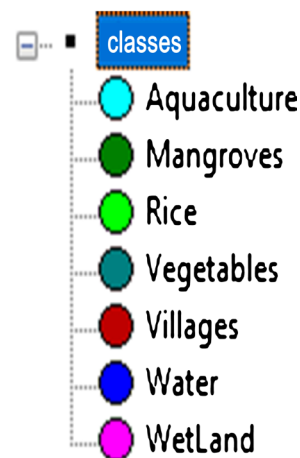 classes
Aquaculture
Mangroves
Rice
Vegetables
Villages
Water
WetLand